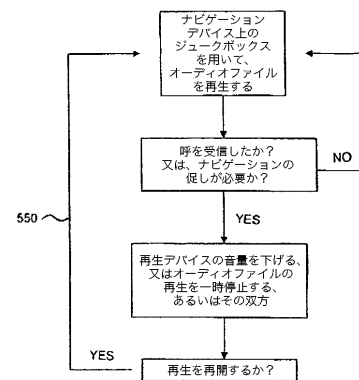 ナビゲーション
デバイス上の
ジュークボックス
を用いて、
オーディオファイル
を再生する
呼を受信したか?
又は、ナビゲーションの
促しが必要か?
NO
550
YES
再生デバイスの音量を下げる、
又はオーディオファイルの
再生を一時停止する、
あるいはその双方
YES
再生を再開するか?